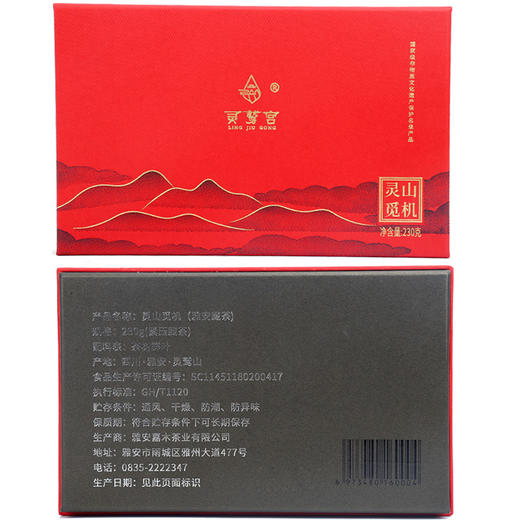 国家级非物质文化遗产保护名录产品
®
灵鹫宫
LING JIU GONG
灵山
觅机
净含量:230克
产品名称：灵山觅机（雅安藏茶）
规格：230g(紧压藏茶)
配料表：茶树鲜叶
产地：四川·雅安·灵鹫山
食品生产许可证编号：SC11451180200417
执行标准：GH/T1120
贮存条件：通风、干燥、防潮、防异味
保质期：符合贮存条件下可长期保存
生产商：雅安嘉木茶业有限公司
地址：雅安市雨城区雅州大道477号
电话：0835-2222347
生产日期：见此页面标识
6 973480 160004